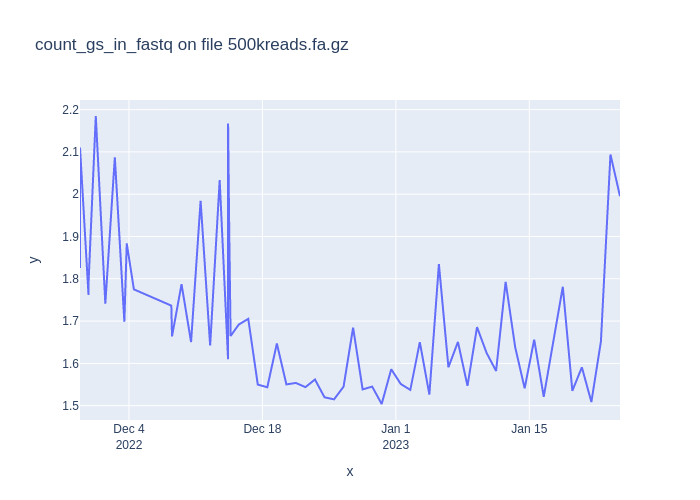 count_gs_in_fastq on file 500kreads.fa.gz
2.2
2.1
2
1.9
1.8
1.7
1.6
1.5
y
Dec 4
2022
Dec 18
Jan 1
2023
Jan 15
x